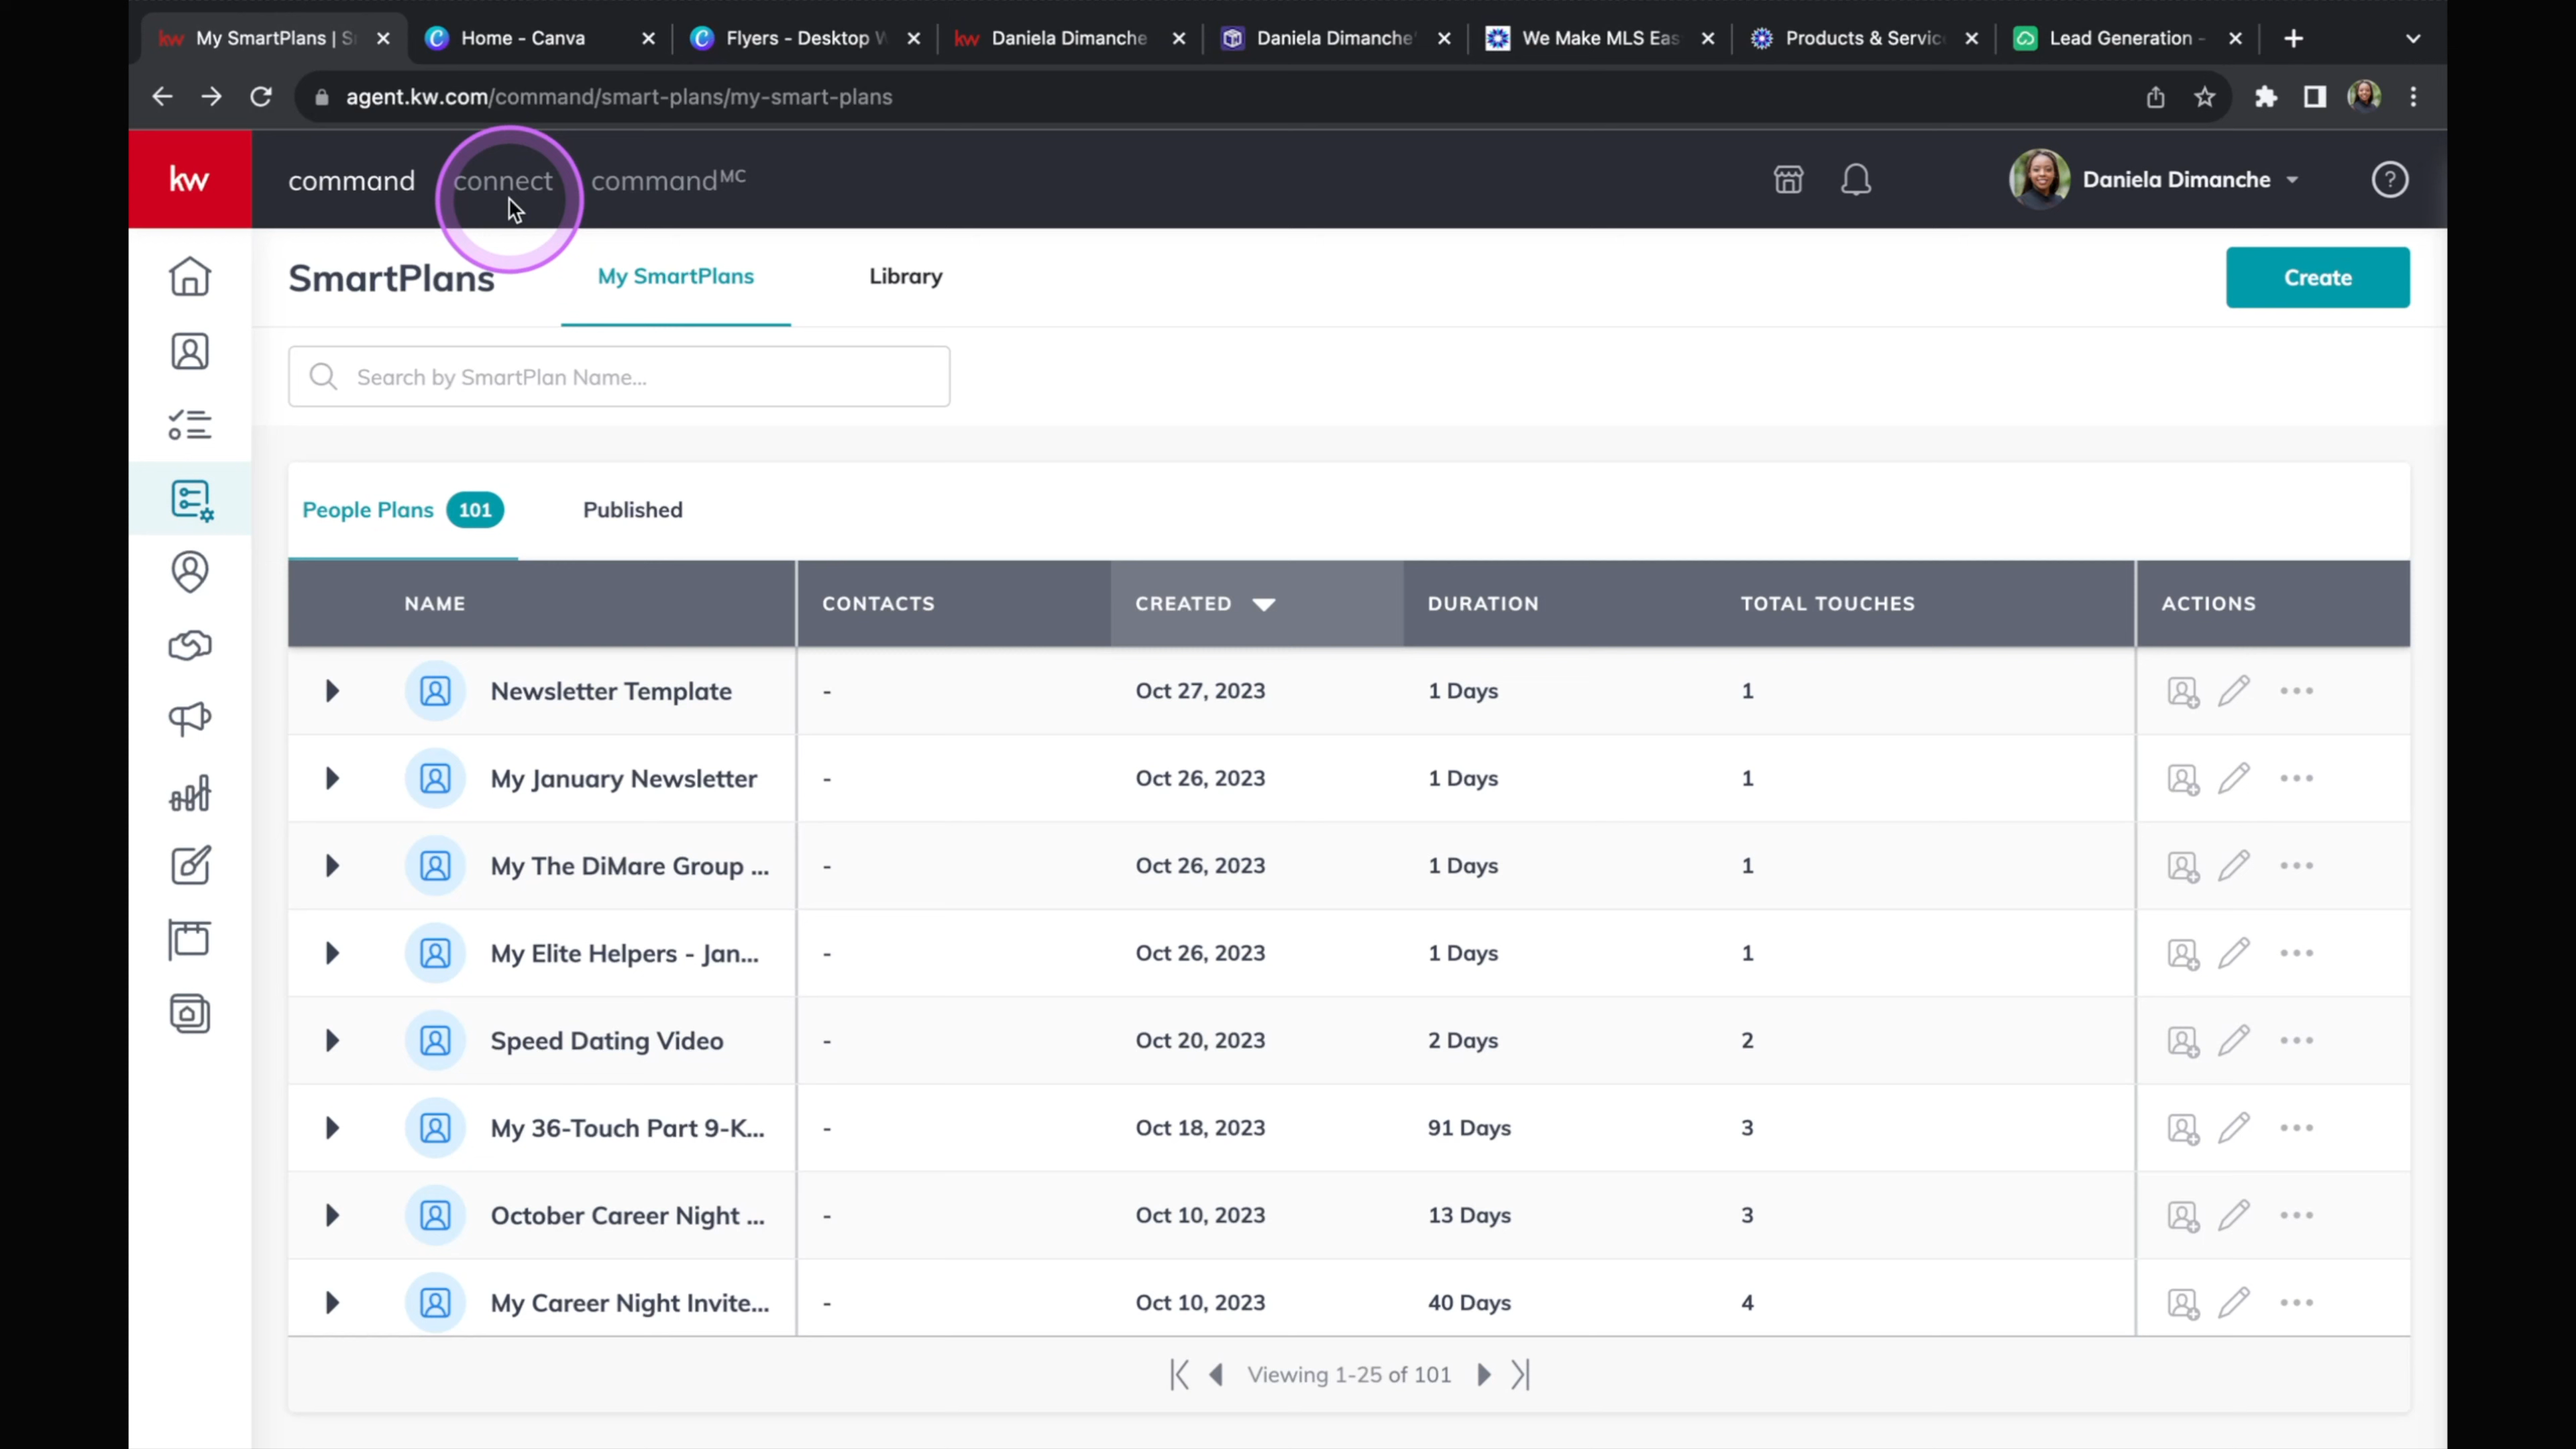 kw My SmartPlans | S
Home - Canva
Flyers - Desktop W
kw Daniela Dimanche
Daniela Dimanche'
We Make MLS Eas
Products & Servic
Lead Generation -
agent.kw.com/command/smart-plans/my-smart-plans
kw command connect commandMC Daniela Dimanche ?
SmartPlans My SmartPlans Library Create
Search by SmartPlan Name...
People Plans 101 Published
NAME CONTACTS CREATED DURATION TOTAL TOUCHES ACTIONS
Newsletter Template - Oct 27, 2023 1 Days 1
My January Newsletter - Oct 26, 2023 1 Days 1
My The DiMare Group ... - Oct 26, 2023 1 Days 1
My Elite Helpers - Jan... - Oct 26, 2023 1 Days 1
Speed Dating Video - Oct 20, 2023 2 Days 2
My 36-Touch Part 9-K... - Oct 18, 2023 91 Days 3
October Career Night ... - Oct 10, 2023 13 Days 3
My Career Night Invite... - Oct 10, 2023 40 Days 4
Viewing 1-25 of 101